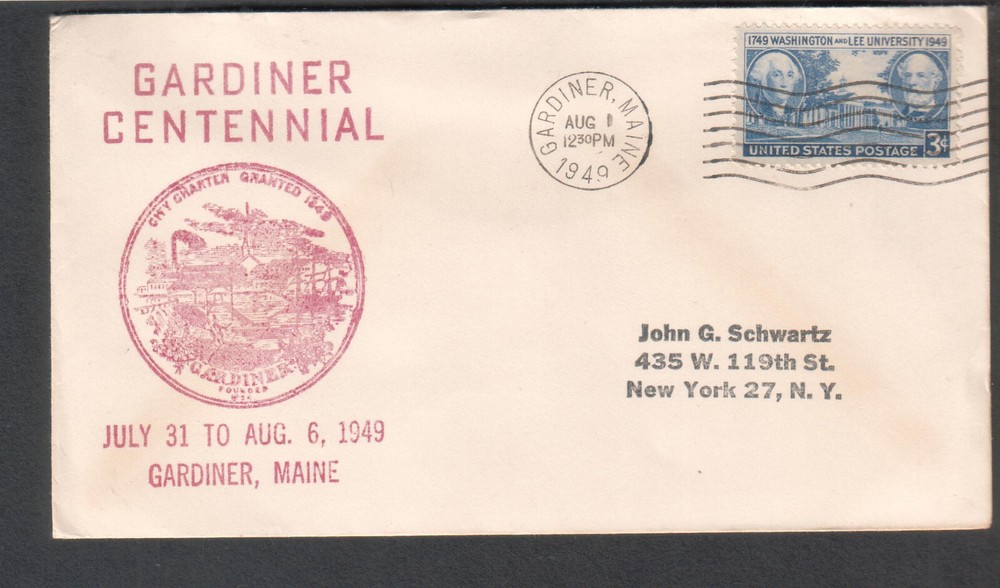 GARDINER
CENTENNIAL
CITY CHARTER GRANTED 1849
GARDINER
FOUNDED
JULY 31 TO AUG. 6, 1949
GARDINER, MAINE
GARDINER, MAINE
AUG 1
1230PM
1949
1749 WASHINGTON AND LEE UNIVERSITY 1949
UNITED STATES POSTAGE 3¢
John G. Schwartz
435 W. 119th St.
New York 27, N. Y.